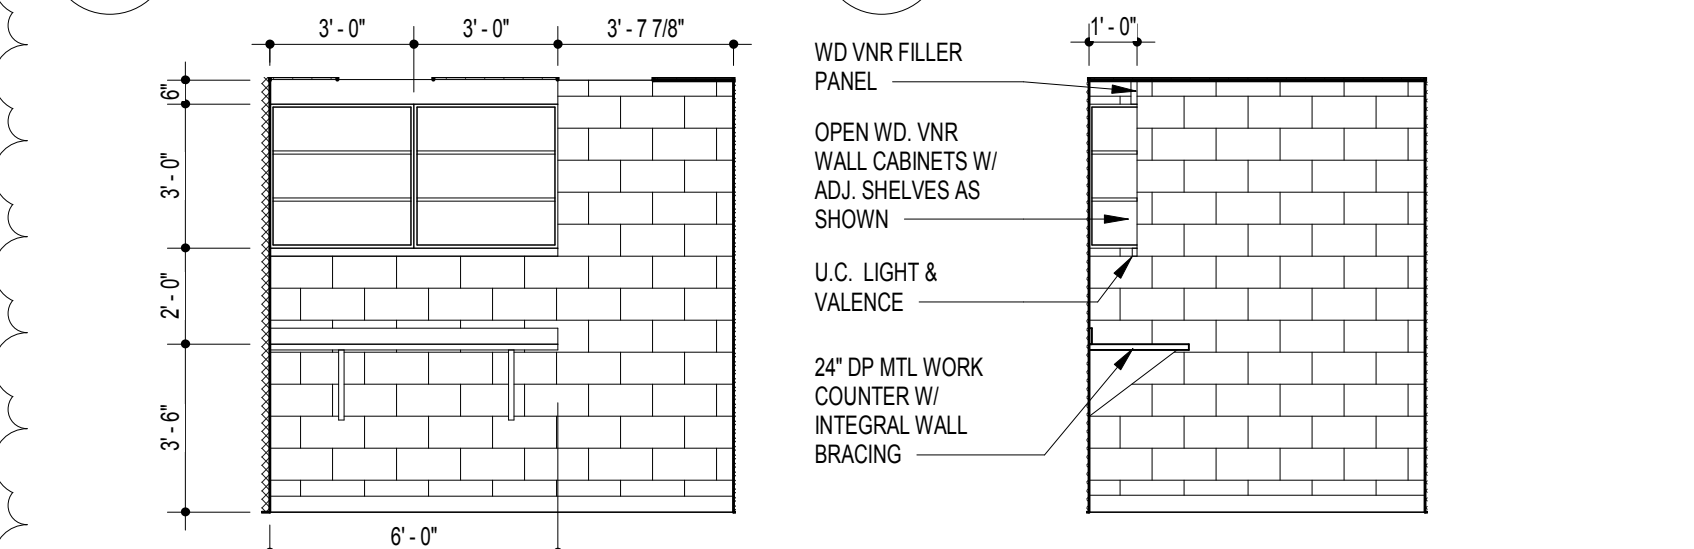 3' - 0"
3' - 0"
3' - 7 7/8"
6"
3' - 0"
2' - 0"
3' - 6"
6' - 0"
WD VNR FILLER
PANEL
OPEN WD. VNR
WALL CABINETS W/
ADJ. SHELVES AS
SHOWN
U.C. LIGHT &
VALENCE
24" DP MTL WORK
COUNTER W/
INTEGRAL WALL
BRACING
1' - 0"